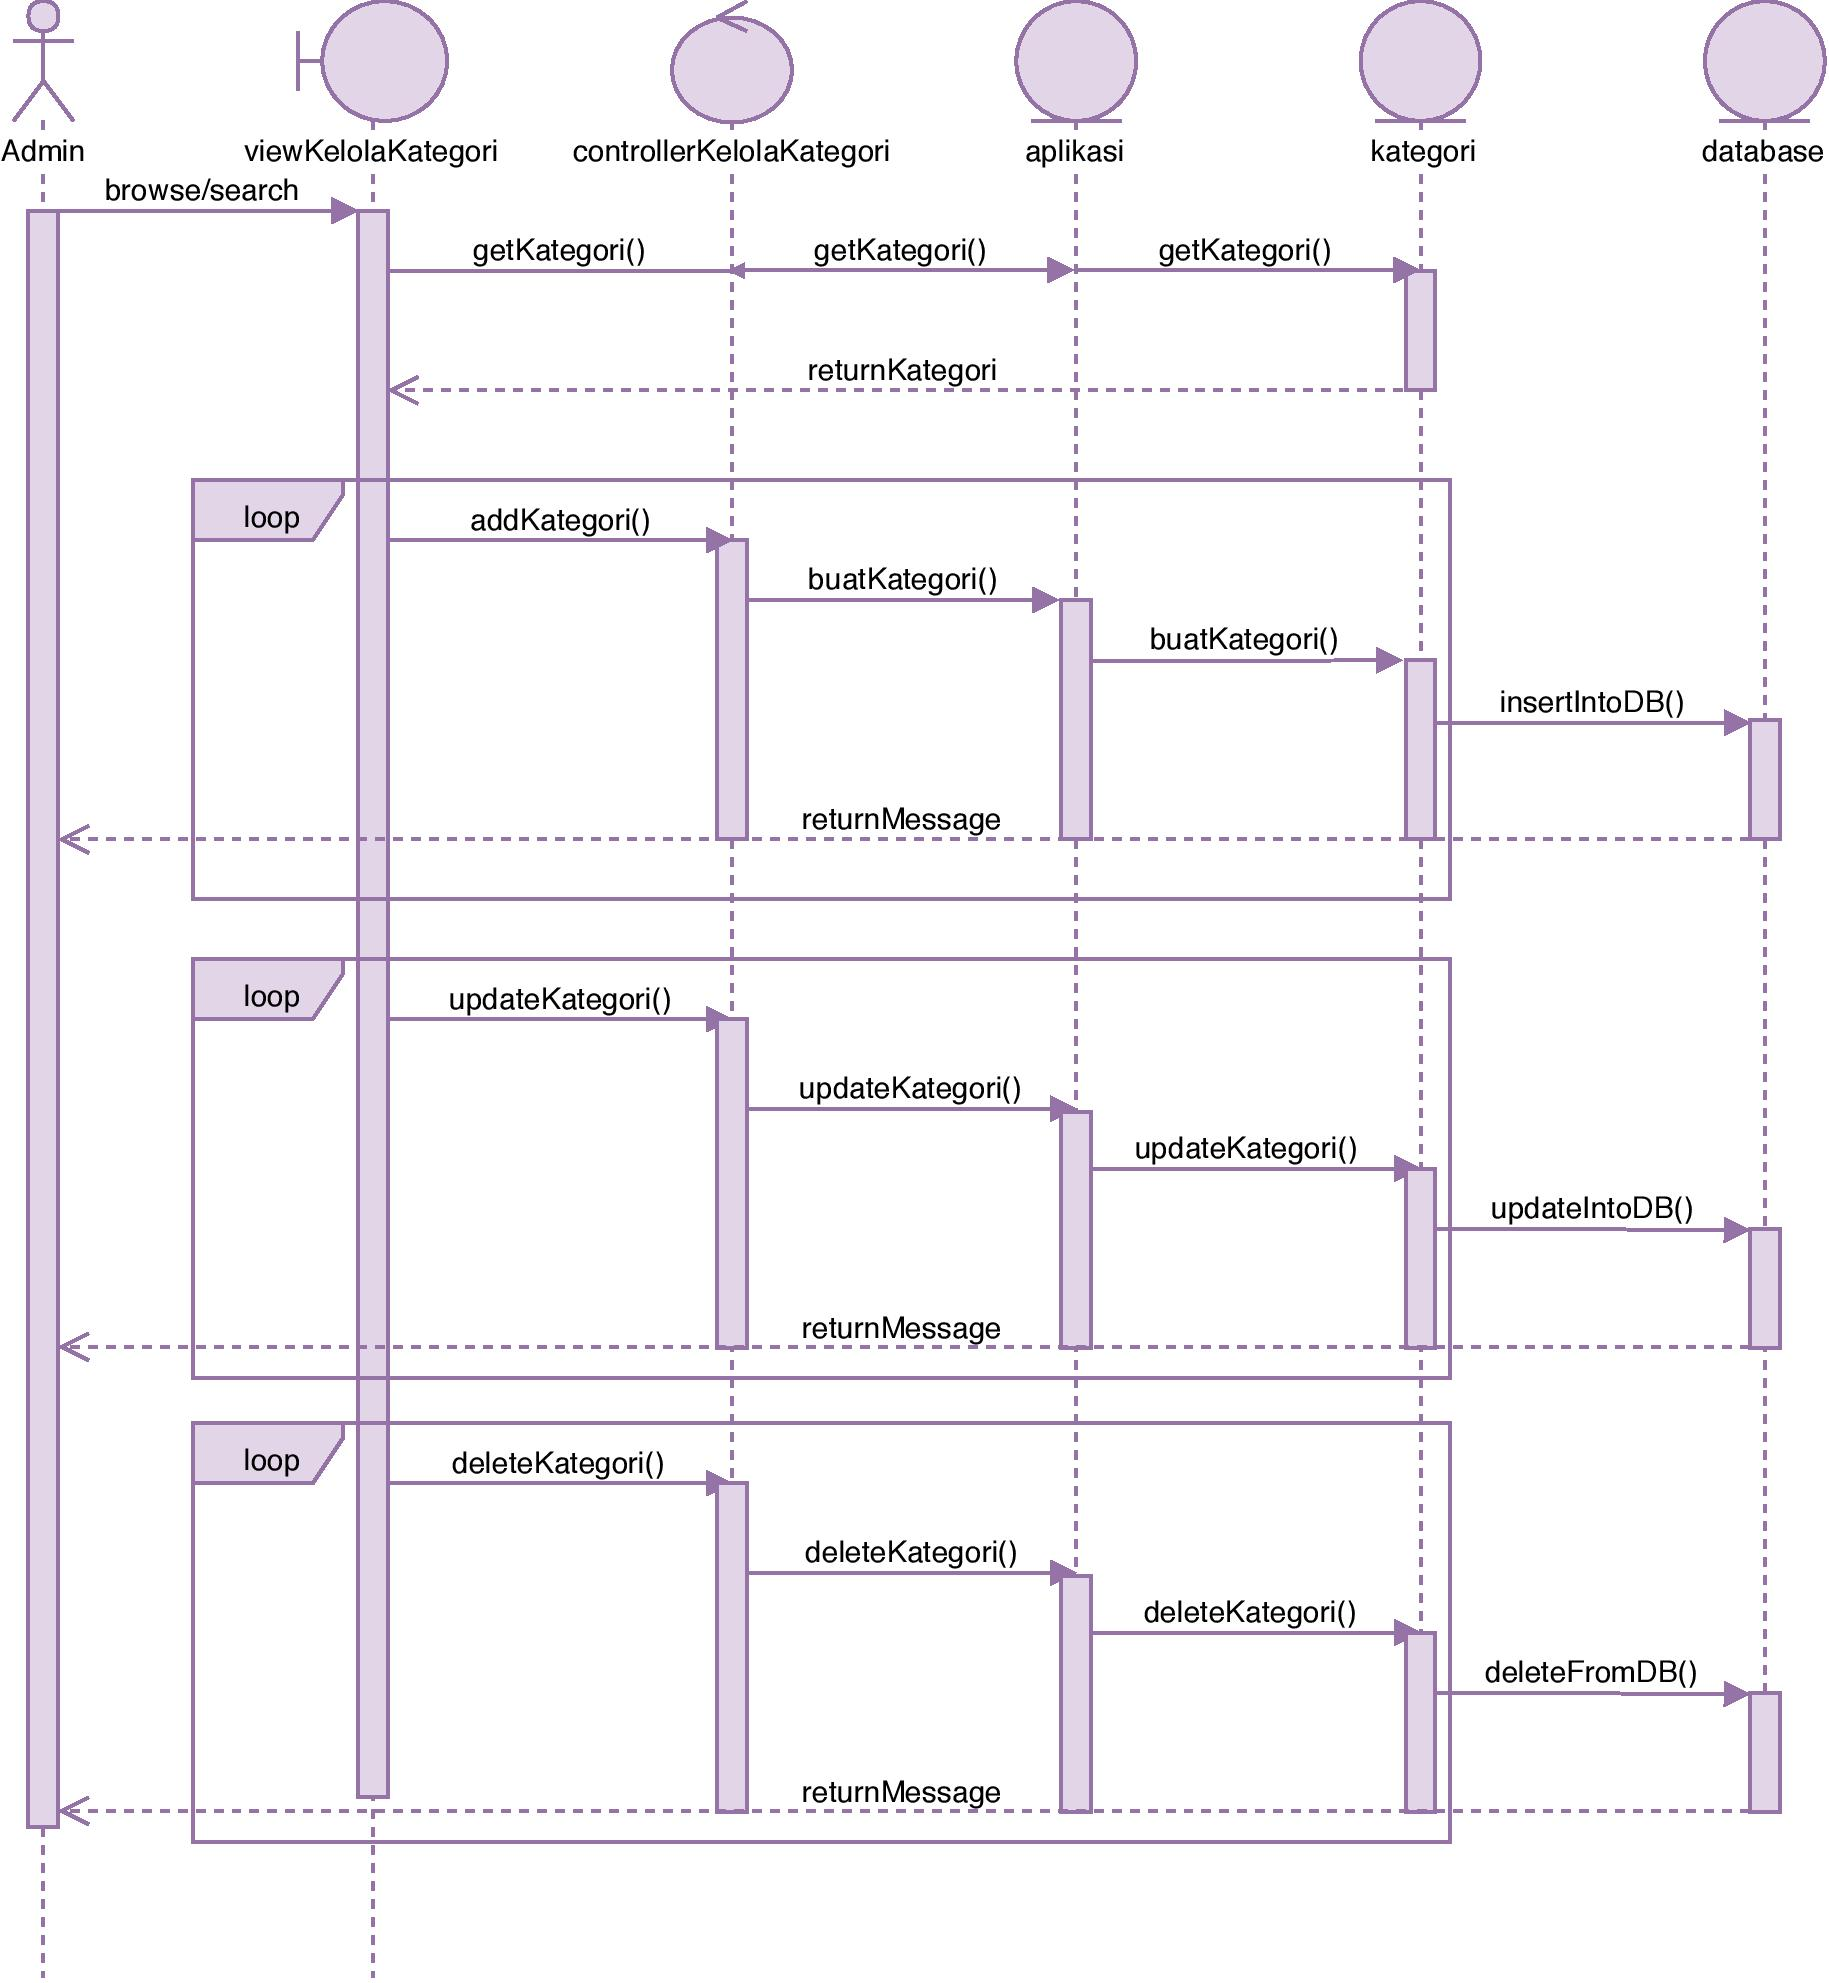 Admin
viewKelolaKategori
controllerKelolaKategori
aplikasi
kategori
database
browse/search
getKategori()
getKategori()
getKategori()
returnKategori
loop
addKategori()
buatKategori()
buatKategori()
insertIntoDB()
returnMessage
loop
updateKategori()
updateKategori()
updateKategori()
updateIntoDB()
returnMessage
loop
deleteKategori()
deleteKategori()
deleteKategori()
deleteFromDB()
returnMessage